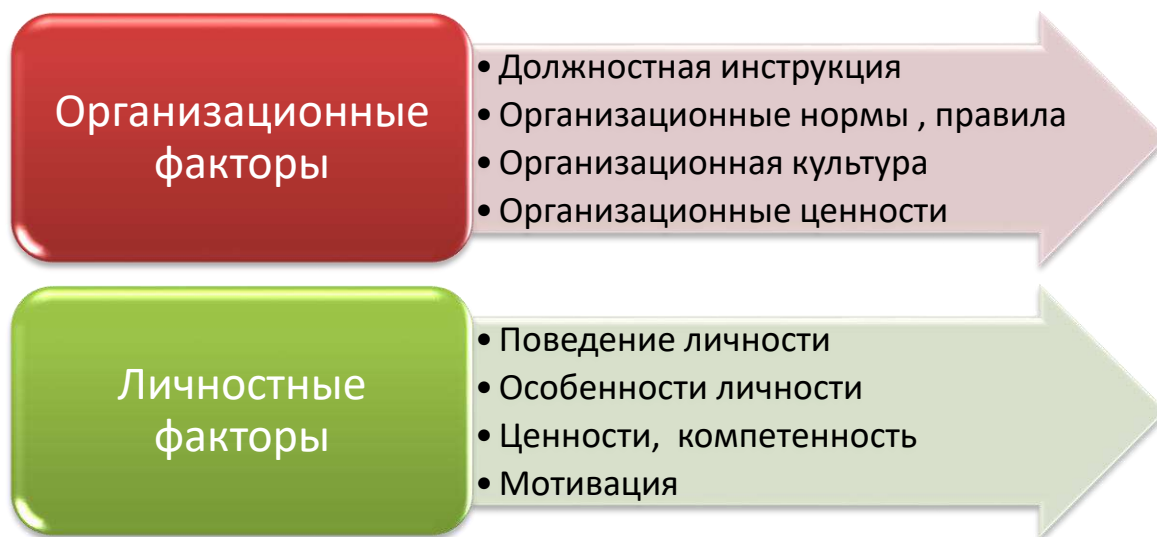 Организационные
факторы
• Должностная инструкция
• Организационные нормы , правила
• Организационная культура
• Организационные ценности
Личностные
факторы
• Поведение личности
• Особенности личности
• Ценности, компетенность
• Мотивация